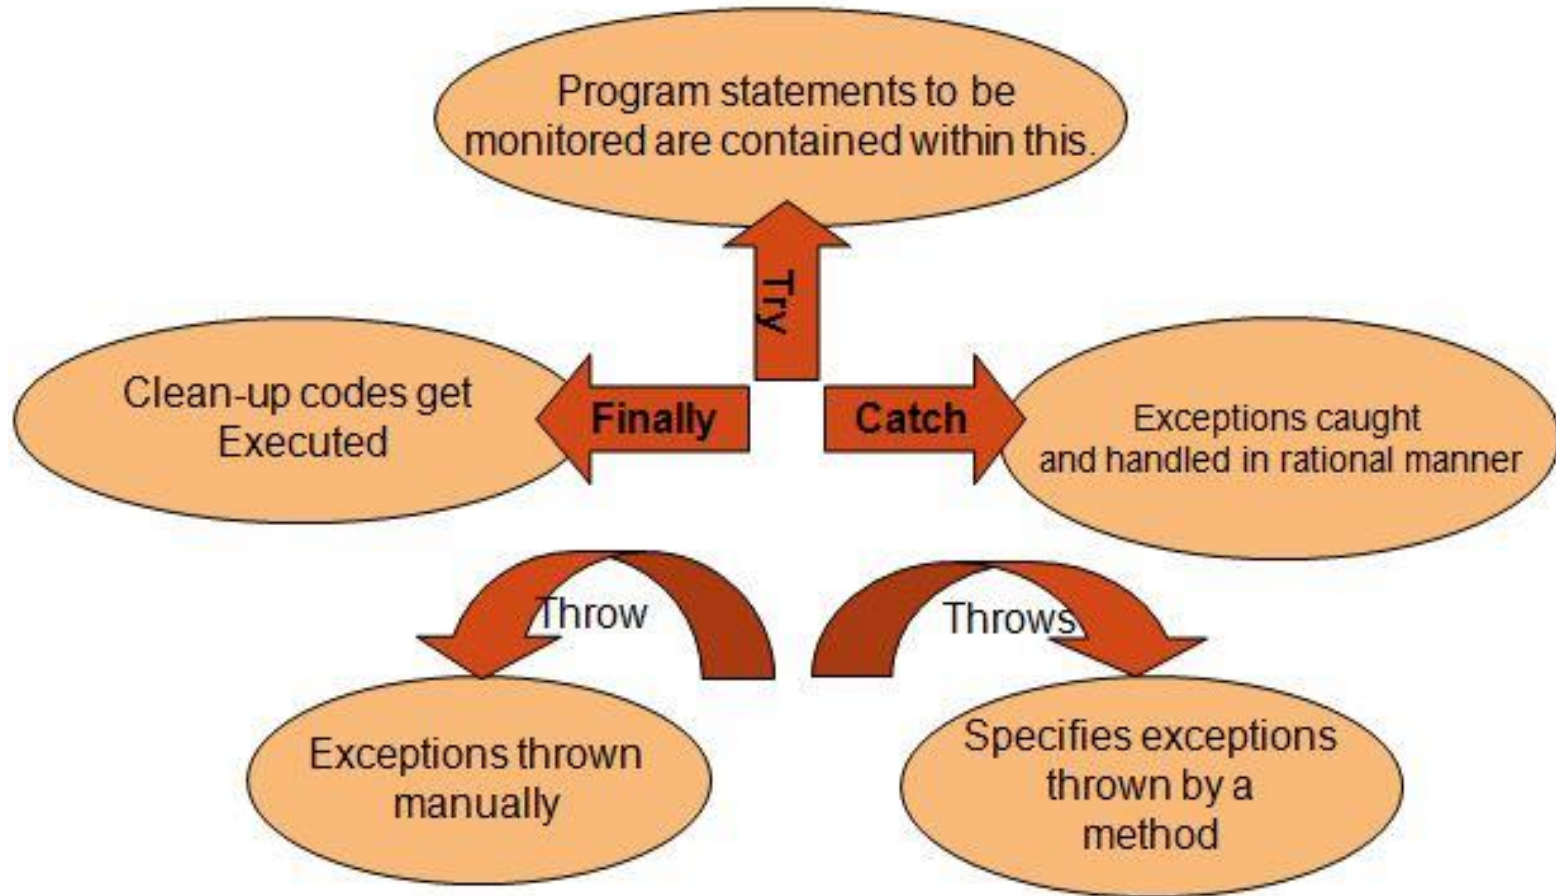 Program statements to be
monitored are contained within this.
Try
Clean-up codes get
Executed
Finally
Catch
Exceptions caught
and handled in rational manner
Throw
Throws
Exceptions thrown
manually
Specifies exceptions
thrown by a
method